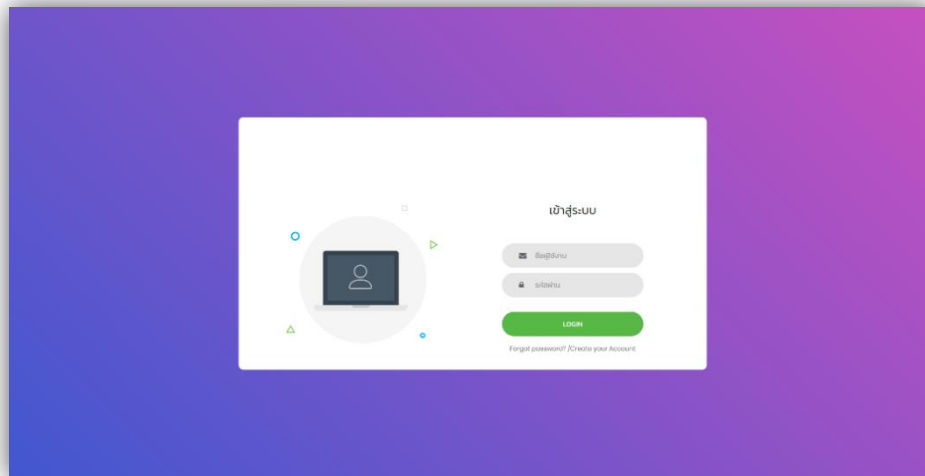 เข้าสู่ระบบ
ชื่อผู้ใช้งาน
รหัสผ่าน
LOGIN
Forgot password? /Create your Account